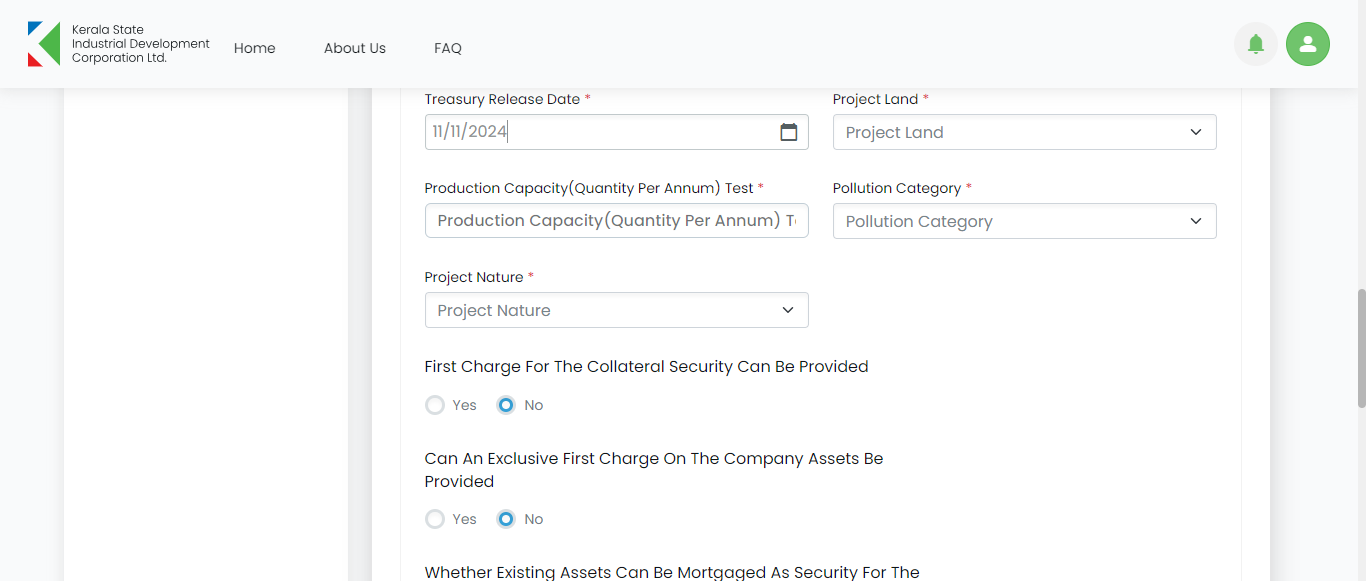 Kerala State
Industrial Development
Corporation Ltd.
Home
About Us
FAQ
Treasury Release Date *
Project Land *
11/11/2024
Project Land
Production Capacity(Quantity Per Annum) Test *
Pollution Category *
Production Capacity(Quantity Per Annum) T
Pollution Category
Project Nature *
Project Nature
First Charge For The Collateral Security Can Be Provided
Yes
No
Can An Exclusive First Charge On The Company Assets Be
Provided
Yes
No
Whether Existing Assets Can Be Mortgaged As Security For The